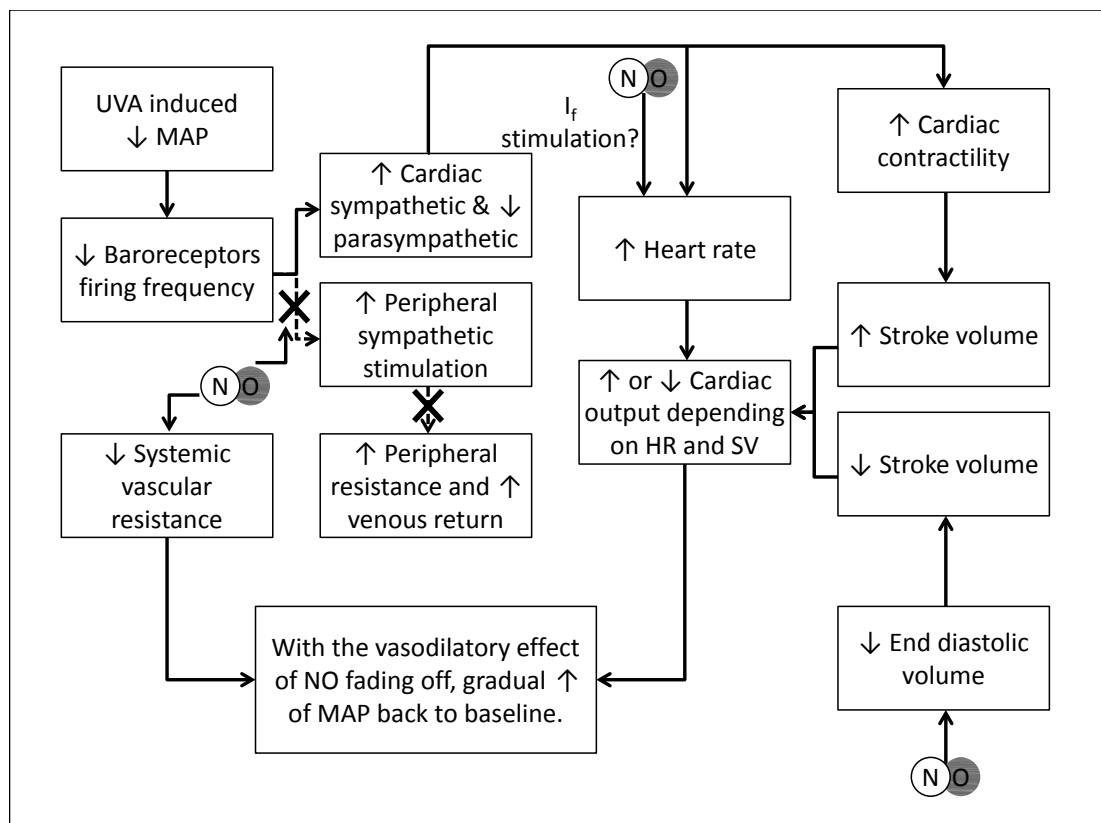 UVA induced
↓ MAP
↓ Baroreceptors
firing frequency
↑ Cardiac
sympathetic & ↓
parasympathetic
↑ Peripheral
sympathetic
stimulation
↑ Peripheral
resistance and ↑
venous return
N O
↓ Systemic
vascular
resistance
N O
If
stimulation?
↑ Heart rate
↑ or ↓ Cardiac
output depending
on HR and SV
↑ Cardiac
contractility
↑ Stroke volume
↓ Stroke volume
↓ End diastolic
volume
N O
With the vasodilatory effect
of NO fading off, gradual ↑
of MAP back to baseline.